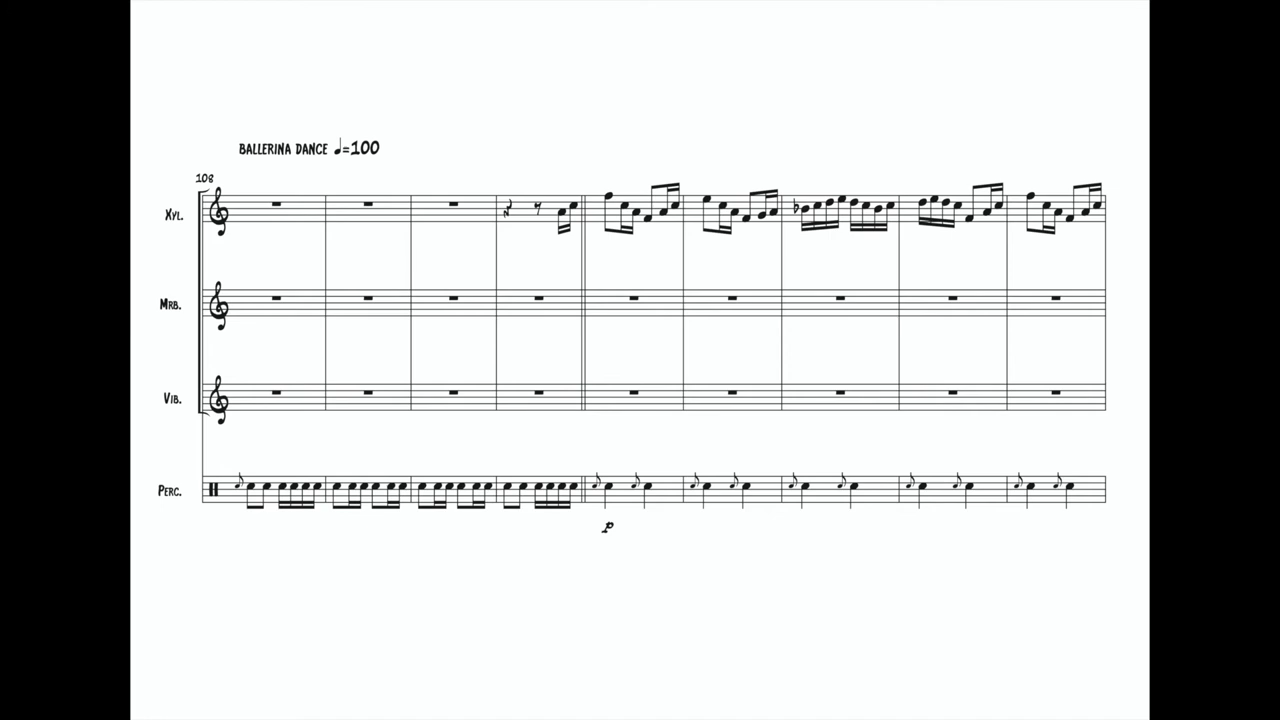 BALLERINA DANCE ♩=100
108
XYL.
MRB.
VIB.
PERC.
p